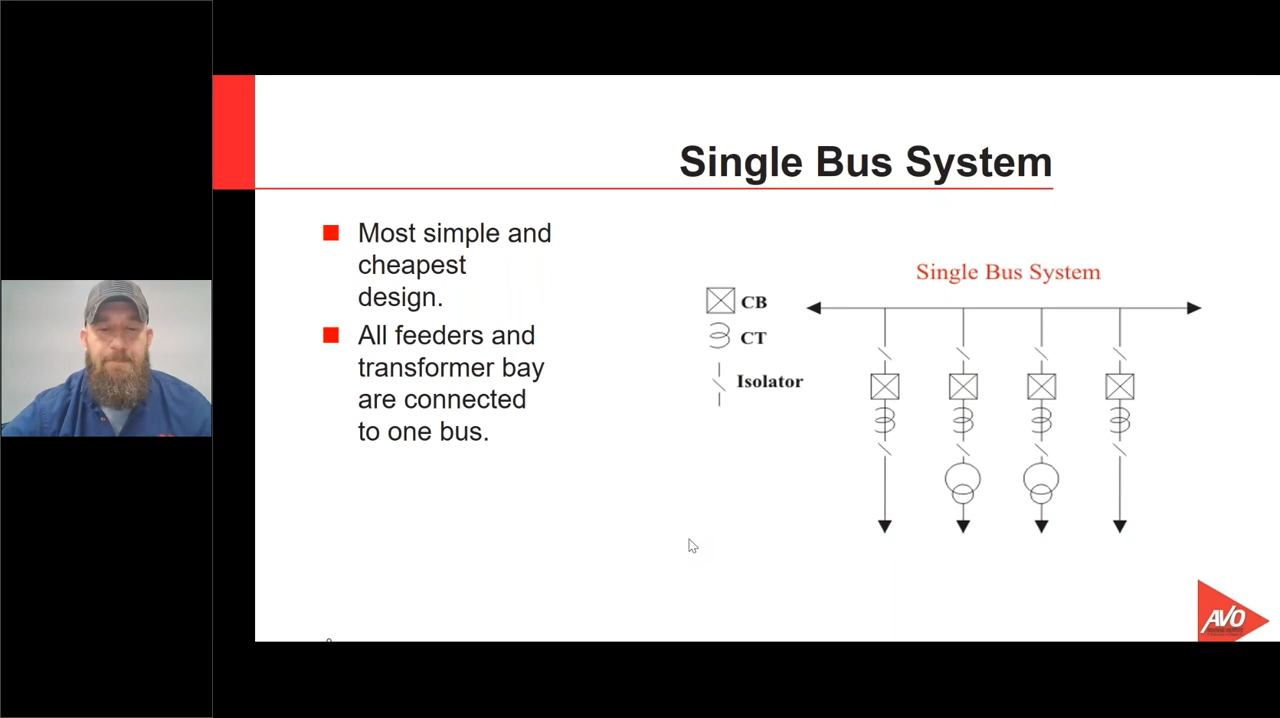 Single Bus System
Most simple and
cheapest
design.
All feeders and
transformer bay
are connected
to one bus.
Single Bus System
CB
CT
Isolator
AVO